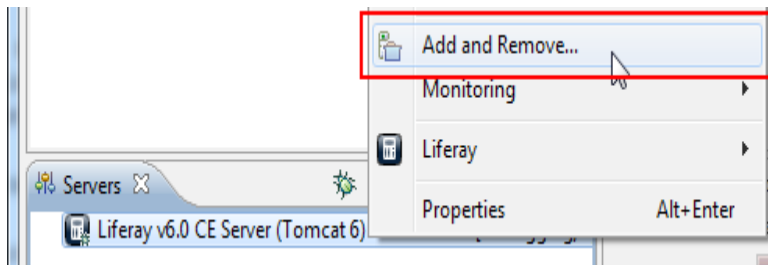 Add and Remove...
Monitoring
Liferay
Servers
Properties Alt+Enter
Liferay v6.0 CE Server (Tomcat 6)